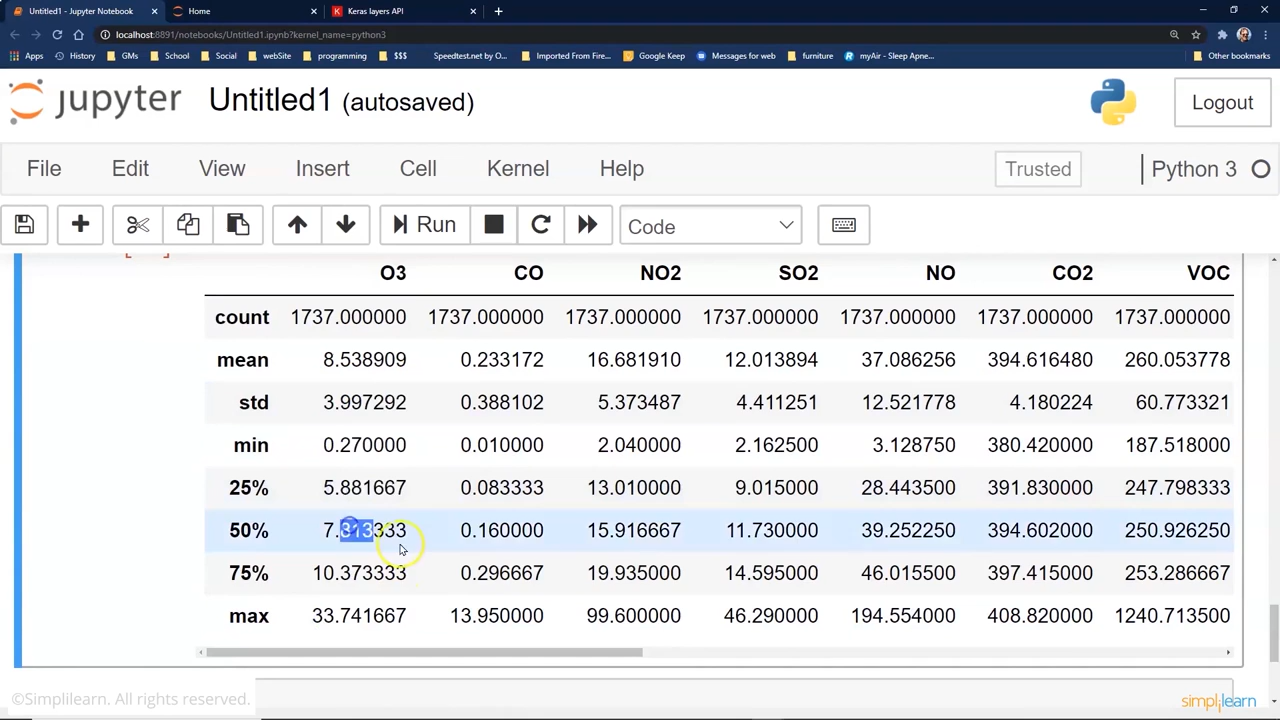 Untitled1 - Jupyter Notebook Home Keras layers API
localhost:8891/notebooks/Untitled1.ipynb?kernel_name=python3
Apps History GMs School Social webSite programming $$$ Speedtest.net by O... Imported From Fire... Google Keep Messages for web furniture myAir - Sleep Apne... Other bookmarks
jupyter Untitled1 (autosaved) Logout
File Edit View Insert Cell Kernel Help Trusted Python 3
Run Code
O3 CO NO2 SO2 NO CO2 VOC
count 1737.000000 1737.000000 1737.000000 1737.000000 1737.000000 1737.000000 1737.000000
mean 8.538909 0.233172 16.681910 12.013894 37.086256 394.616480 260.053778
std 3.997292 0.388102 5.373487 4.411251 12.521778 4.180224 60.773321
min 0.270000 0.010000 2.040000 2.162500 3.128750 380.420000 187.518000
25% 5.881667 0.083333 13.010000 9.015000 28.443500 391.830000 247.798333
50% 7.313333 0.160000 15.916667 11.730000 39.252250 394.602000 250.926250
75% 10.373333 0.296667 19.935000 14.595000 46.015500 397.415000 253.286667
max 33.741667 13.950000 99.600000 46.290000 194.554000 408.820000 1240.713500
©Simplilearn. All rights reserved. simplilearn